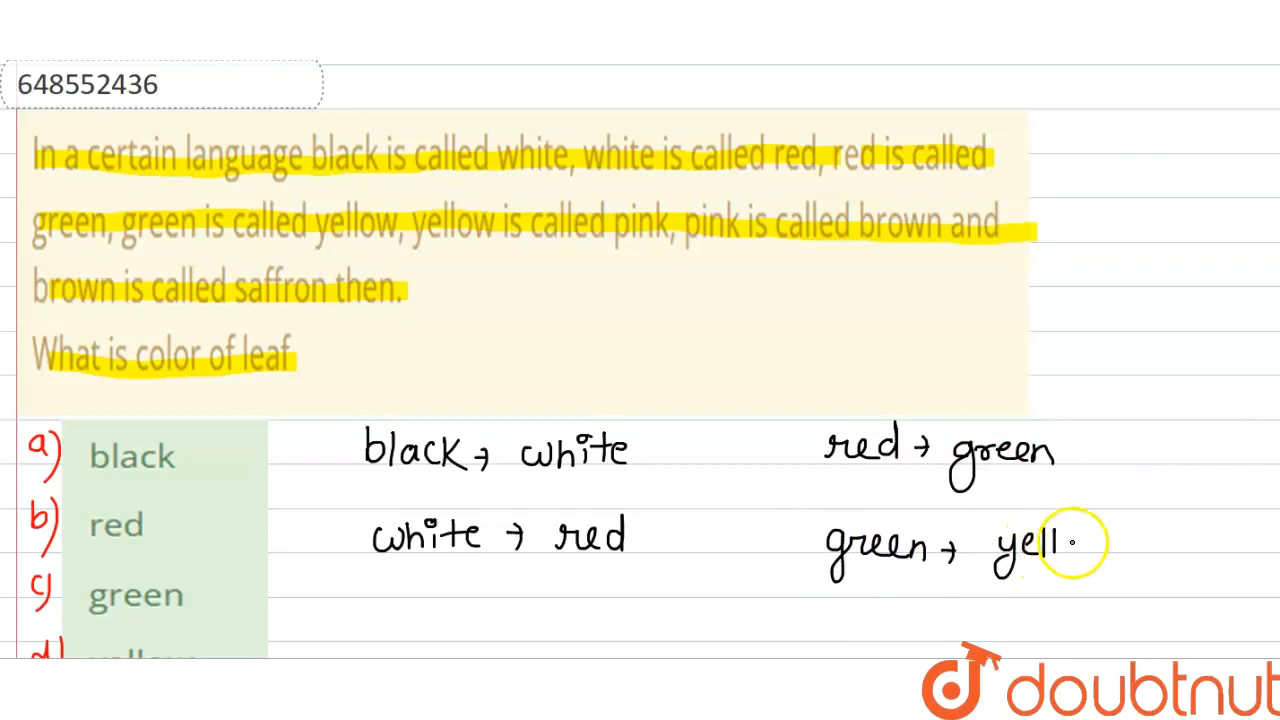 648552436
In a certain language black is called white, white is called red, red is called
green, green is called yellow, yellow is called pink, pink is called brown and
brown is called saffron then.
What is color of leaf
a) black
b) red
c) green
d) yellow
black → white
white → red
red → green
green → yell
doubtnut